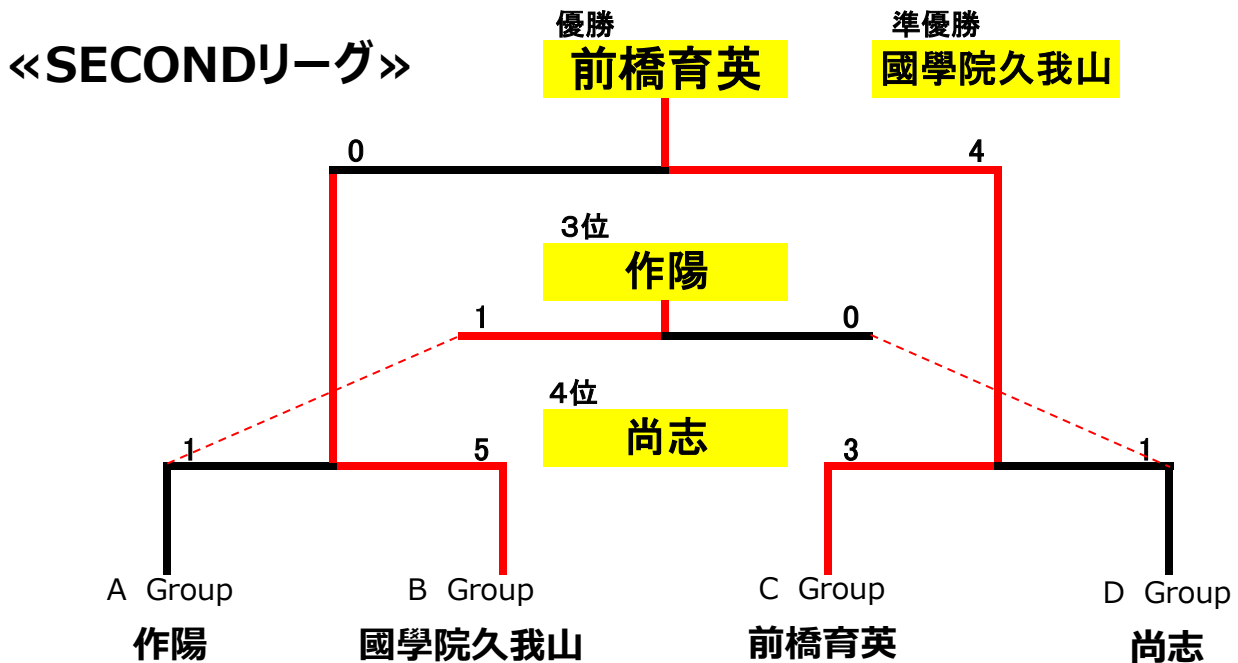 優勝
準優勝
≪SECONDリーグ≫
前橋育英
國學院久我山
0
4
3位
作陽
1
0
4位
尚志
1
5
3
1
A Group
B Group
C Group
D Group
作陽
國學院久我山
前橋育英
尚志